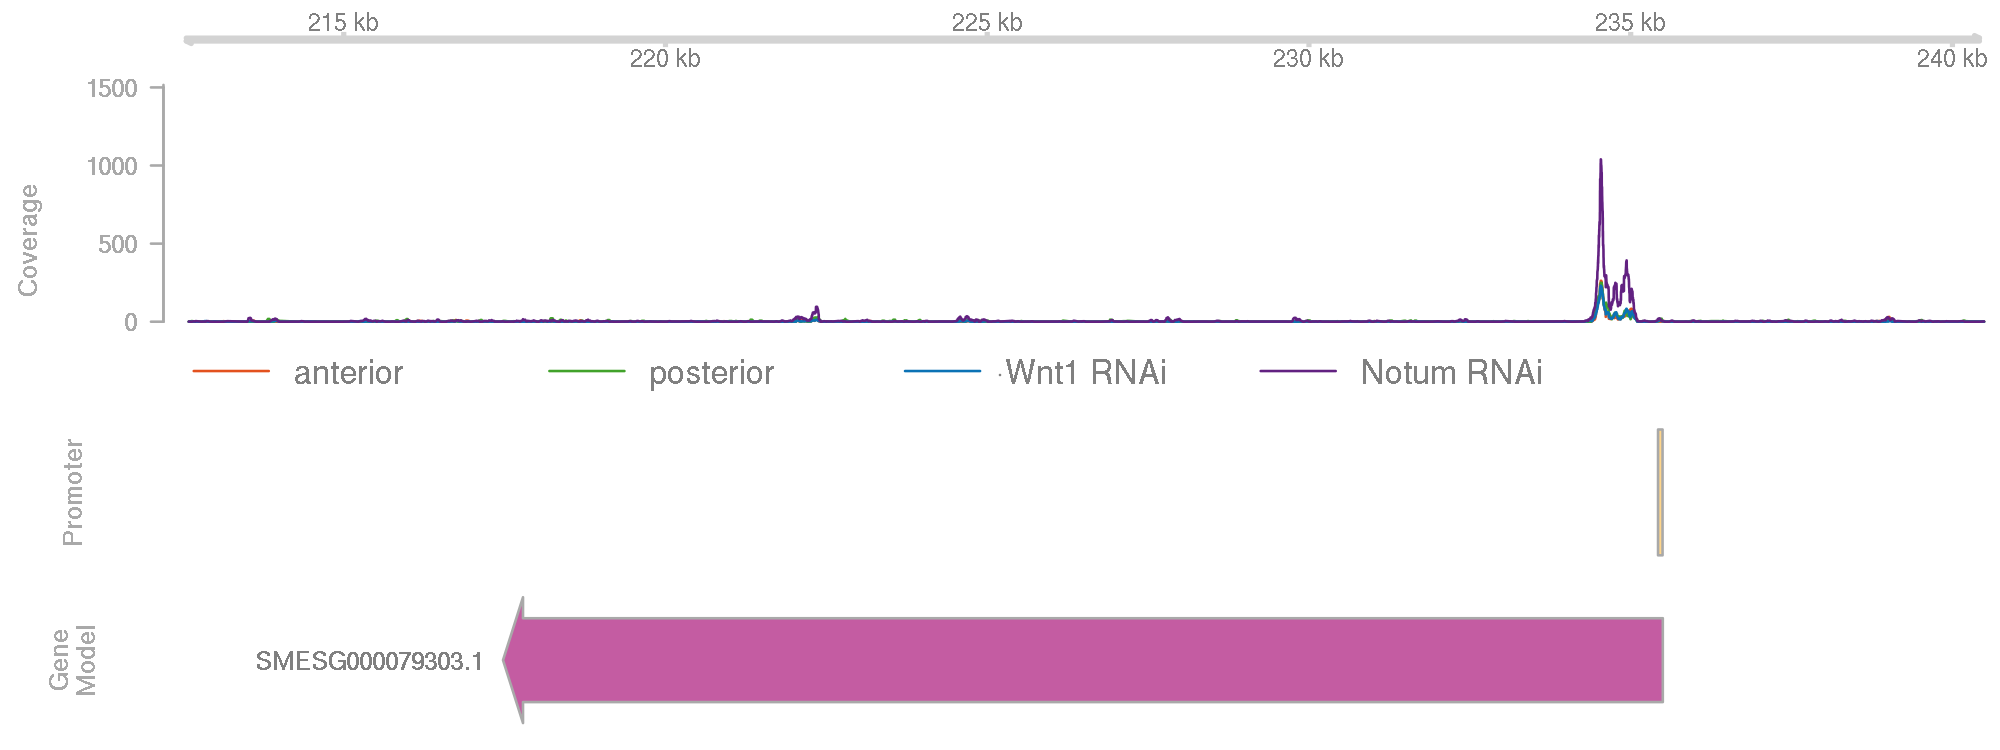 215 kb 225 kb 235 kb
220 kb 230 kb 240 kb
Coverage
1500
1000
500
0
anterior posterior Wnt1 RNAi Notum RNAi
Promoter
Gene
Model
SMESG000079303.1